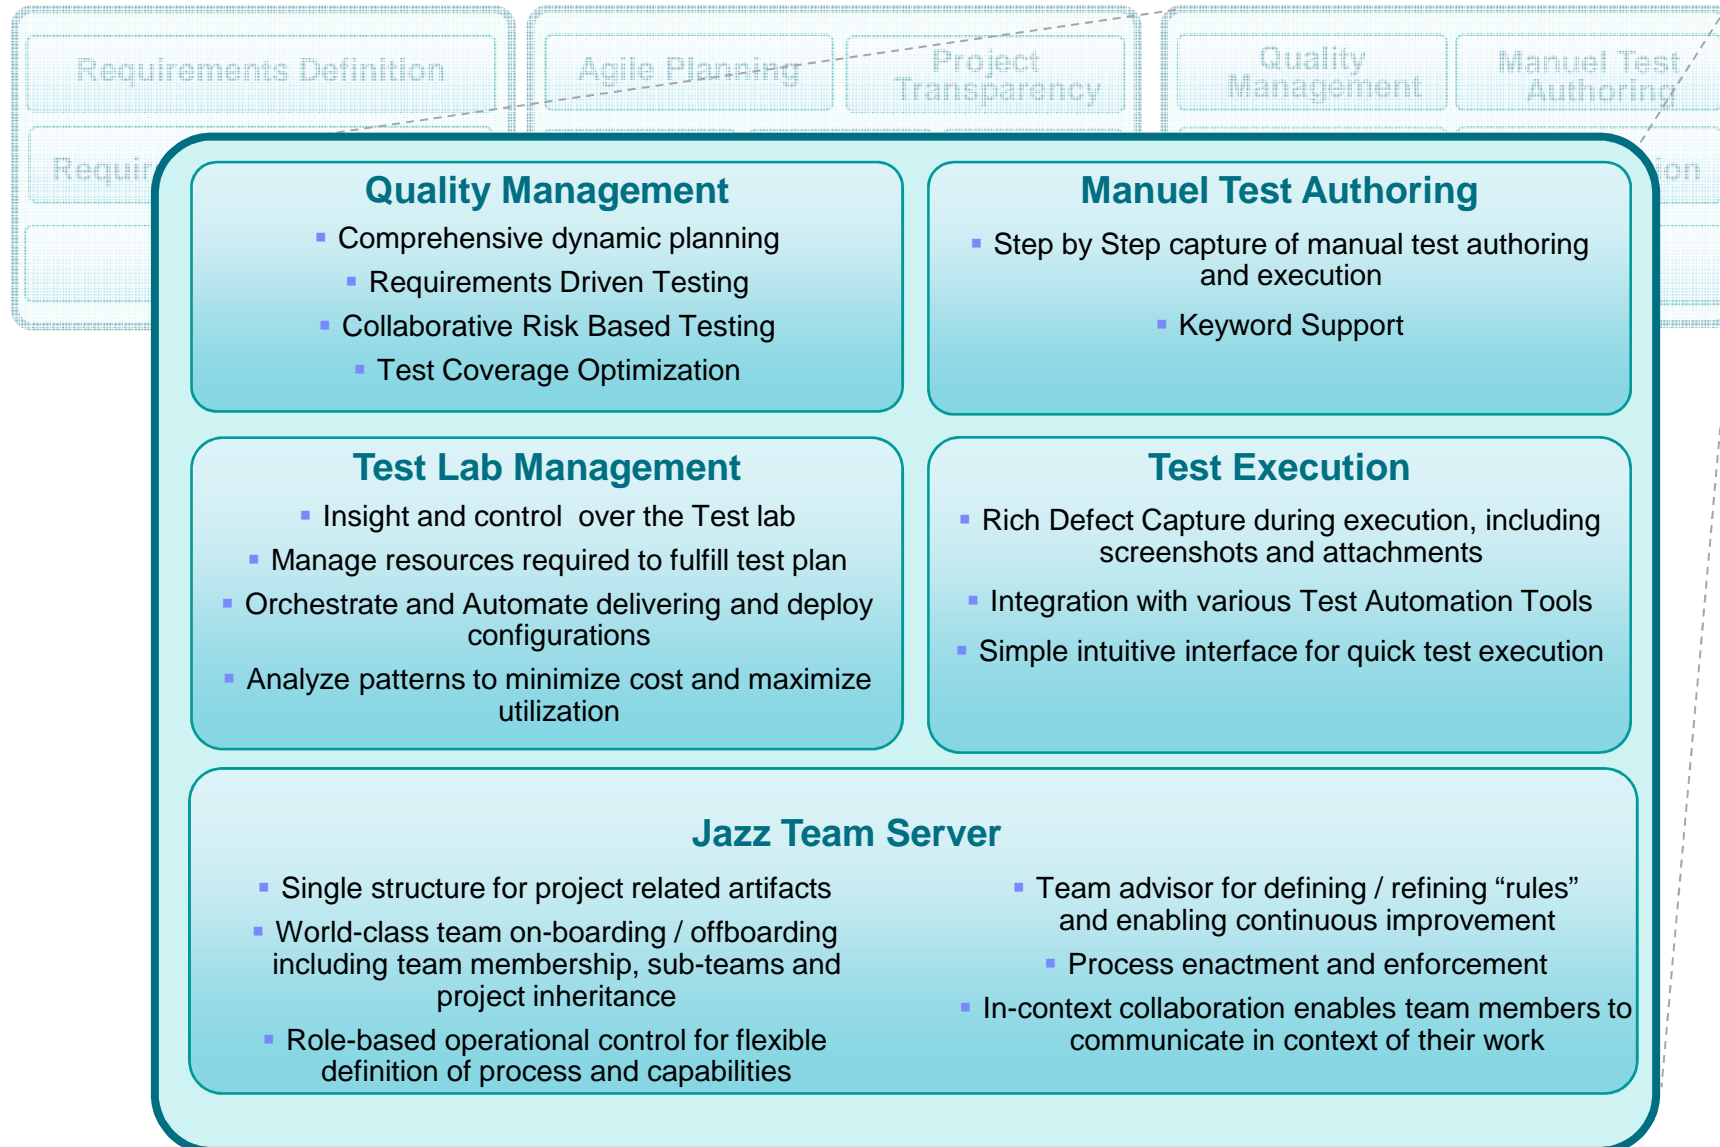 Requirements Definition
Agile Planning
Project
Transparency
Quality
Management
Manuel Test
Authoring
Quality Management
▪ Comprehensive dynamic planning
▪ Requirements Driven Testing
▪ Collaborative Risk Based Testing
▪ Test Coverage Optimization
Manuel Test Authoring
▪ Step by Step capture of manual test authoring
and execution
▪ Keyword Support
Test Lab Management
▪ Insight and control  over the Test lab
▪ Manage resources required to fulfill test plan
▪ Orchestrate and Automate delivering and deploy
configurations
▪ Analyze patterns to minimize cost and maximize
utilization
Test Execution
▪ Rich Defect Capture during execution, including
screenshots and attachments
▪ Integration with various Test Automation Tools
▪ Simple intuitive interface for quick test execution
Jazz Team Server
▪ Single structure for project related artifacts
▪ World-class team on-boarding / offboarding
including team membership, sub-teams and
project inheritance
▪ Role-based operational control for flexible
definition of process and capabilities
▪ Team advisor for defining / refining “rules”
and enabling continuous improvement
▪ Process enactment and enforcement
▪ In-context collaboration enables team members to
communicate in context of their work